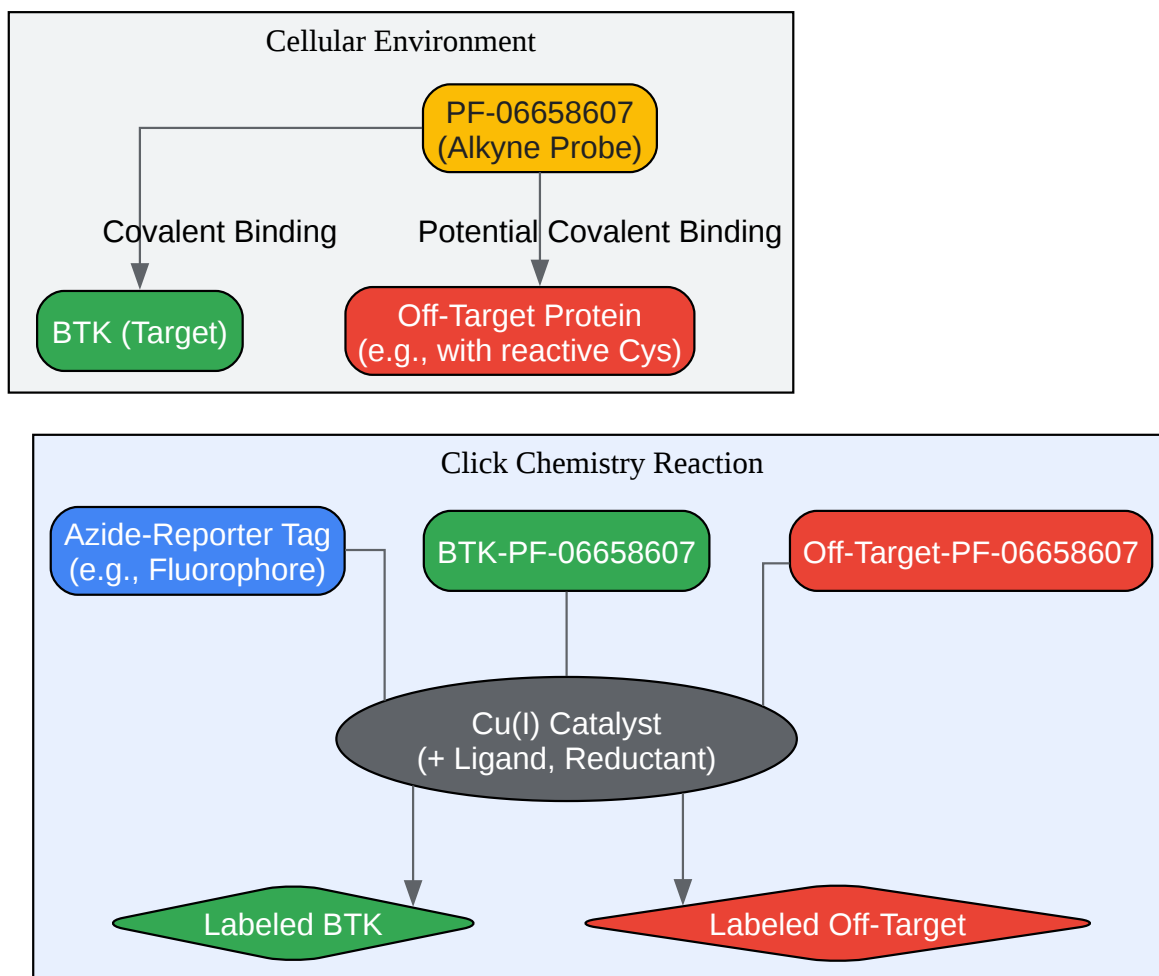 Cellular Environment
PF-06658607
(Alkyne Probe)
Covalent Binding
Potential Covalent Binding
BTK (Target)
Off-Target Protein
(e.g., with reactive Cys)
Click Chemistry Reaction
Azide-Reporter Tag
(e.g., Fluorophore)
BTK-PF-06658607
Off-Target-PF-06658607
Cu(I) Catalyst
(+ Ligand, Reductant)
Labeled BTK
Labeled Off-Target